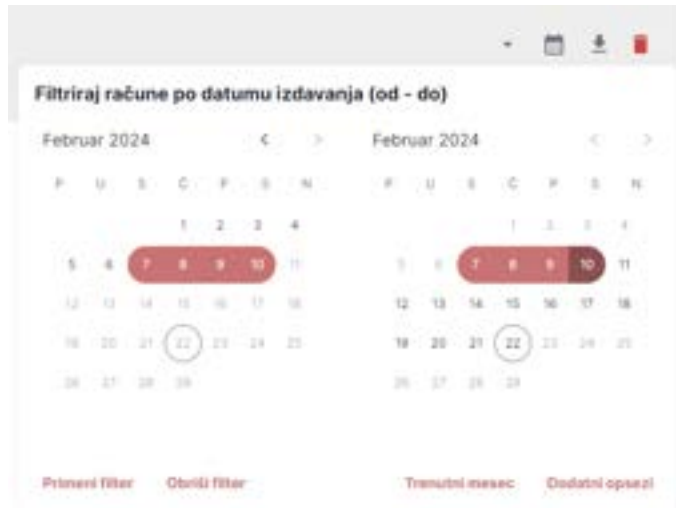 Filtriraj račune po datumu izdavanja (od - do)
Februar 2024 < >
Februar 2024 < >
P U S Č P S N
P U S Č P S N
1 2 3 4
1 2 3 4
5 6 7 8 9 10 11
5 6 7 8 9 10 11
12 13 14 15 16 17 18
12 13 14 15 16 17 18
19 20 21 22 23 24 25
19 20 21 22 23 24 25
26 27 28 29
26 27 28 29
Primeni filter Obriši filter
Trenutni mesec Dodatni opsezi